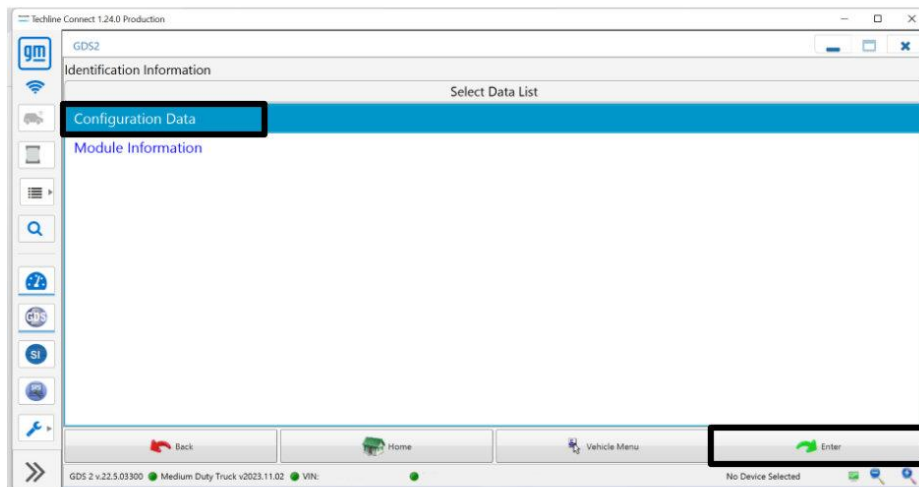 Techline Connect 1.24.0 Production
gm
GDS2
Identification Information
Select Data List
Configuration Data
Module Information
GDS
SI
Back
Home
Vehicle Menu
Enter
GDS 2 v.22.5.03300 Medium Duty Truck v2023.11.02 VIN: No Device Selected